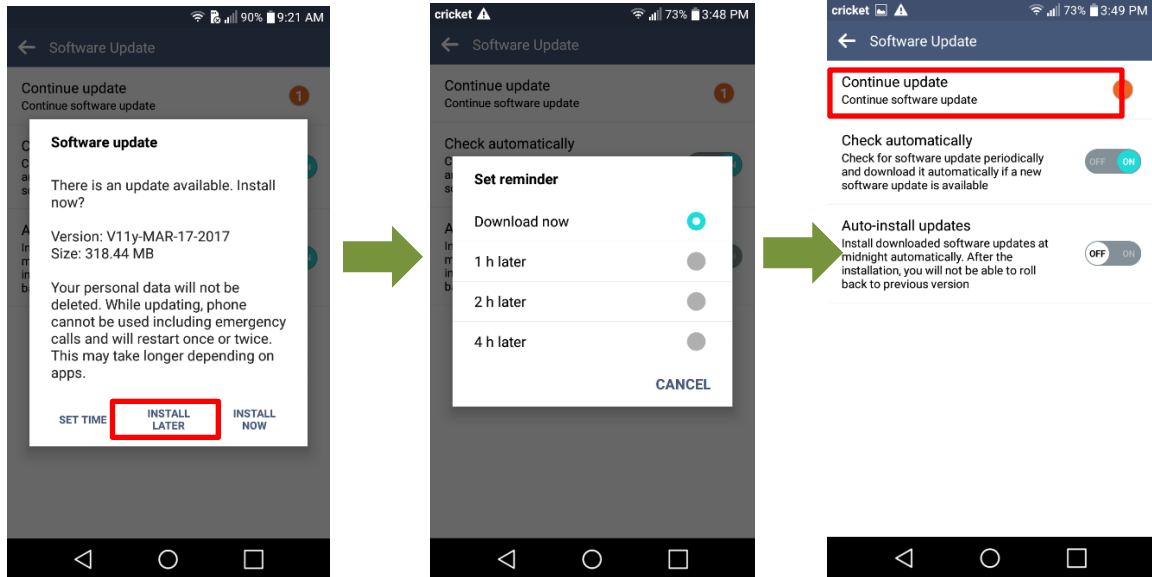 90% 9:21 AM
Software Update
Continue update
Continue software update
1
Software update
There is an update available. Install
now?
Version: V11y-MAR-17-2017
Size: 318.44 MB
Your personal data will not be
deleted. While updating, phone
cannot be used including emergency
calls and will restart once or twice.
This may take longer depending on
apps.
SET TIME
INSTALL
LATER
INSTALL
NOW
cricket 73% 3:48 PM
Software Update
Continue update
Continue software update
1
Check automatically
Set reminder
Download now
1 h later
2 h later
4 h later
CANCEL
cricket 73% 3:49 PM
Software Update
Continue update
Continue software update
Check automatically
Check for software update periodically
and download it automatically if a new
software update is available
OFF ON
Auto-install updates
Install downloaded software updates at
midnight automatically. After the
installation, you will not be able to roll
back to previous version
OFF ON